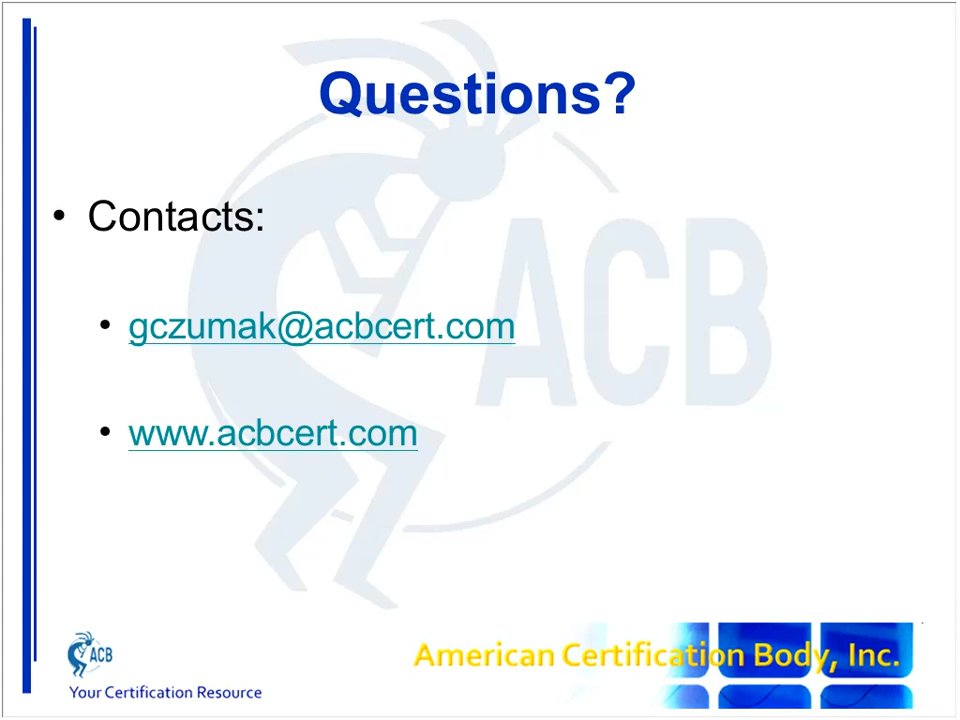 Questions?
• Contacts:
• gczumak@acbcert.com
• www.acbcert.com
ACB
ACB
American Certification Body, Inc.
Your Certification Resource